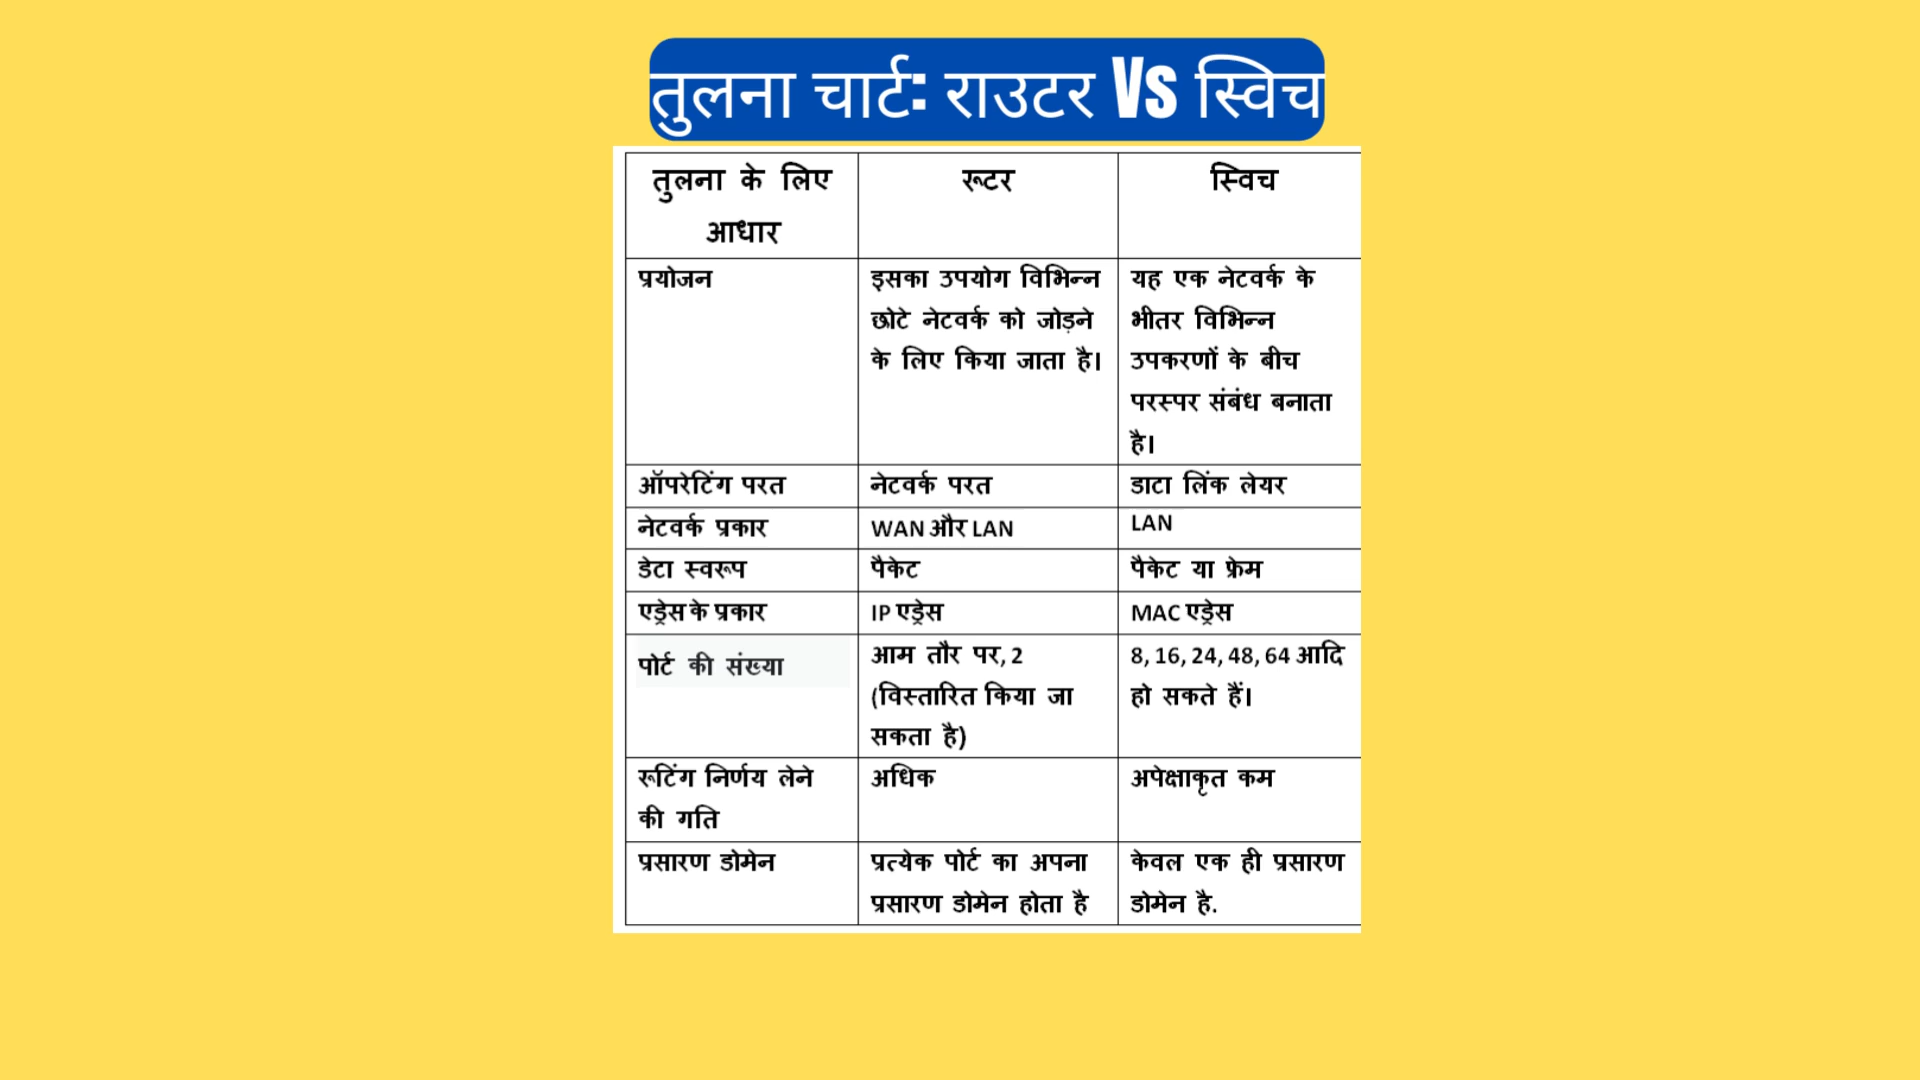 तुलना चार्ट: राउटर Vs स्विच
तुलना के लिए
आधार
रूटर
स्विच
प्रयोजन
इसका उपयोग विभिन्न
छोटे नेटवर्क को जोड़ने
के लिए किया जाता है।
यह एक नेटवर्क के
भीतर विभिन्न
उपकरणों के बीच
परस्पर संबंध बनाता
है।
ऑपरेटिंग परत
नेटवर्क परत
डाटा लिंक लेयर
नेटवर्क प्रकार
WAN और LAN
LAN
डेटा स्वरूप
पैकेट
पैकेट या फ्रेम
एड्रेस के प्रकार
IP एड्रेस
MAC एड्रेस
पोर्ट की संख्या
आम तौर पर, 2
(विस्तारित किया जा
सकता है)
8, 16, 24, 48, 64 आदि
हो सकते हैं।
रूटिंग निर्णय लेने
की गति
अधिक
अपेक्षाकृत कम
प्रसारण डोमेन
प्रत्येक पोर्ट का अपना
प्रसारण डोमेन होता है
केवल एक ही प्रसारण
डोमेन है.